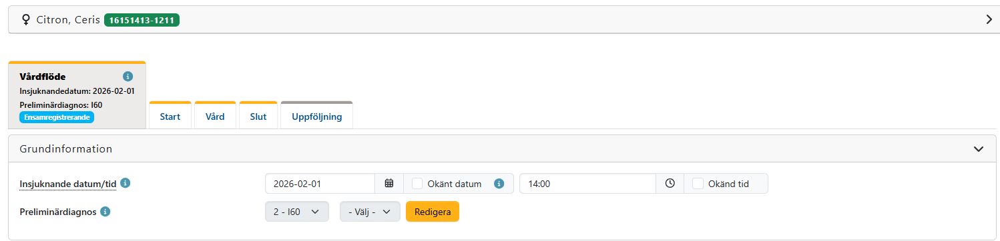 Citron, Ceris 16151413-1211
Vårdflöde
Insjuknandedatum: 2026-02-01
Preliminärdiagnos: I60
Ensamregistrerande
Start Vård Slut Uppföljning
Grundinformation
Insjuknande datum/tid 2026-02-01 Okänt datum 14:00 Okänd tid
Preliminärdiagnos 2 - I60 - Välj - Redigera